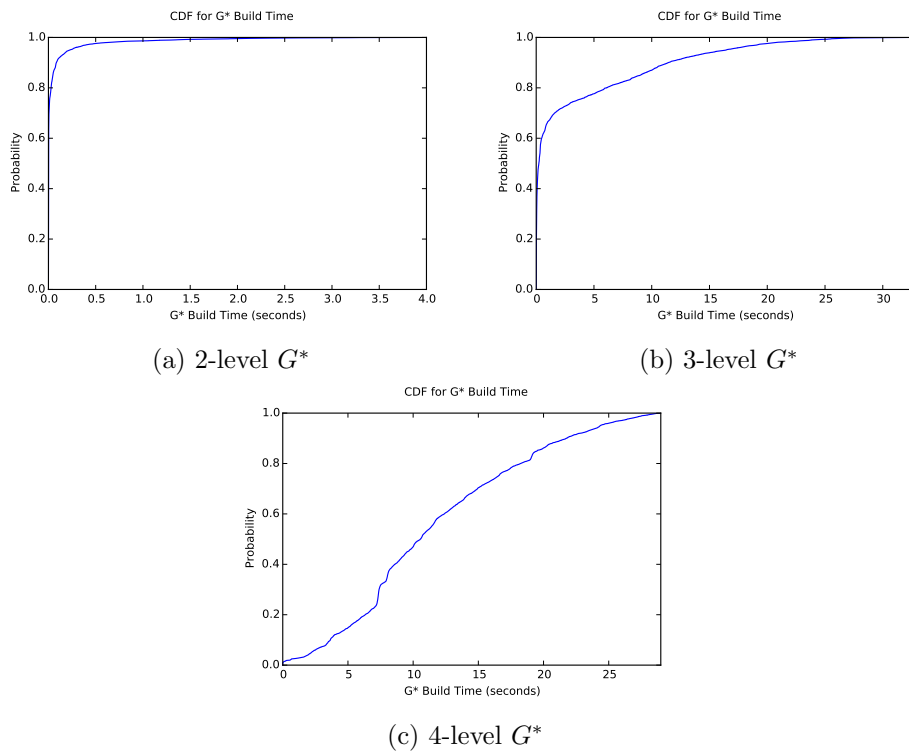 CDF for G* Build Time
1.0
0.8
0.6
0.4
0.2
0.0
Probability
0.0 0.5 1.0 1.5 2.0 2.5 3.0 3.5 4.0
G* Build Time (seconds)
(a) 2-level G*
CDF for G* Build Time
1.0
0.8
0.6
0.4
0.2
0.0
Probability
0 5 10 15 20 25 30
G* Build Time (seconds)
(b) 3-level G*
CDF for G* Build Time
1.0
0.8
0.6
0.4
0.2
0.0
Probability
0 5 10 15 20 25
G* Build Time (seconds)
(c) 4-level G*